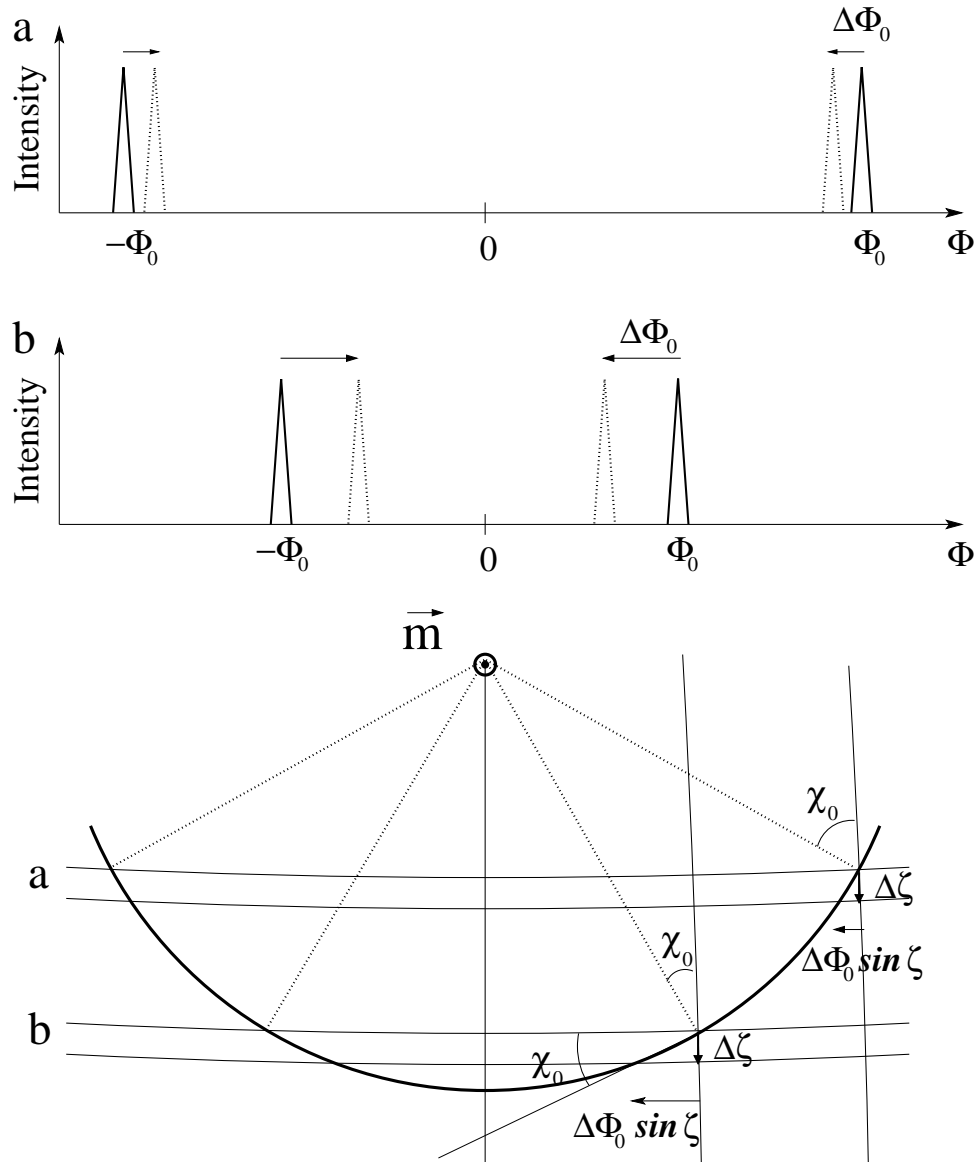 a
Intensity
ΔΦ₀
−Φ₀
0
Φ₀
Φ
b
Intensity
ΔΦ₀
−Φ₀
0
Φ₀
Φ
m⃗
χ₀
a
Δζ
χ₀
ΔΦ₀ sin ζ
b
χ₀
Δζ
ΔΦ₀ sin ζ